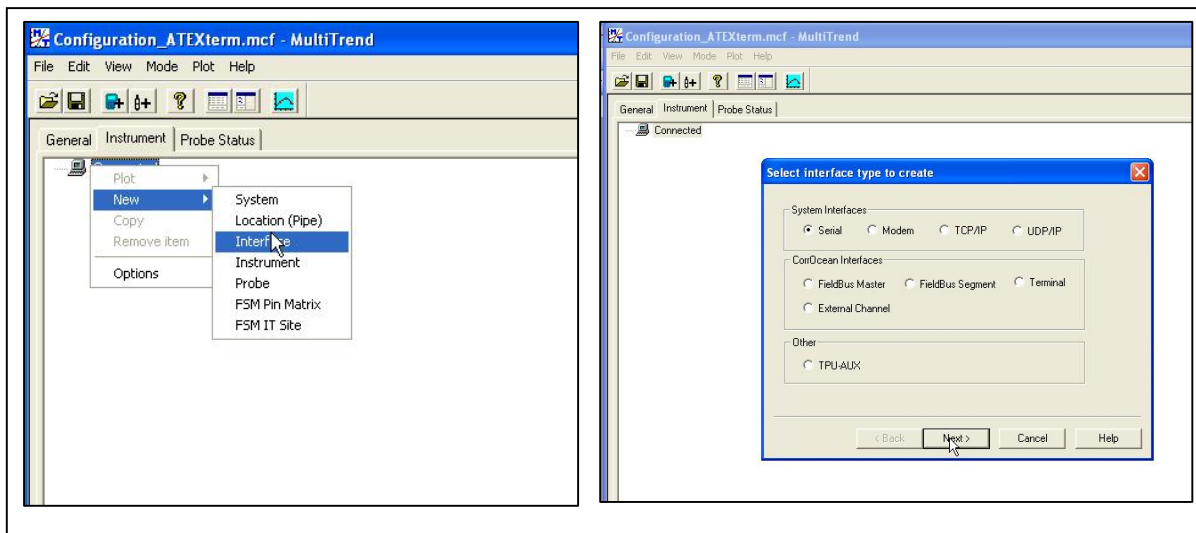 Configuration_ATEXterm.mcf - MultiTrend
File Edit View Mode Plot Help
General Instrument Probe Status
Plot
New
Copy
Remove item
Options
System
Location (Pipe)
Interface
Instrument
Probe
FSM Pin Matrix
FSM IT Site
Configuration_ATEXterm.mcf - MultiTrend
File Edit View Mode Plot Help
General Instrument Probe Status
Connected
Select interface type to create
System Interfaces
Serial Modem TCP/IP UDP/IP
CorrOcean Interfaces
FieldBus Master FieldBus Segment Terminal
External Channel
Other
TPU-AUX
< Back Next > Cancel Help